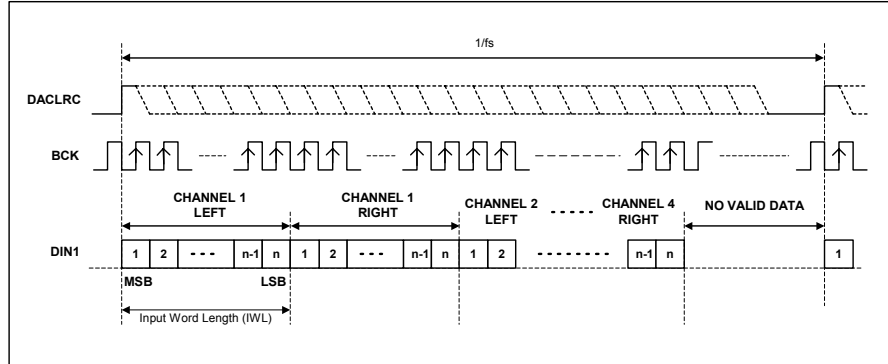 1/fs
DACLRC
BCK
CHANNEL 1
LEFT
CHANNEL 1
RIGHT
CHANNEL 2
LEFT
CHANNEL 4
RIGHT
NO VALID DATA
DIN1
1 2 n-1 n 1 2 n-1 n 1 2 n-1 n 1
MSB LSB
Input Word Length (IWL)